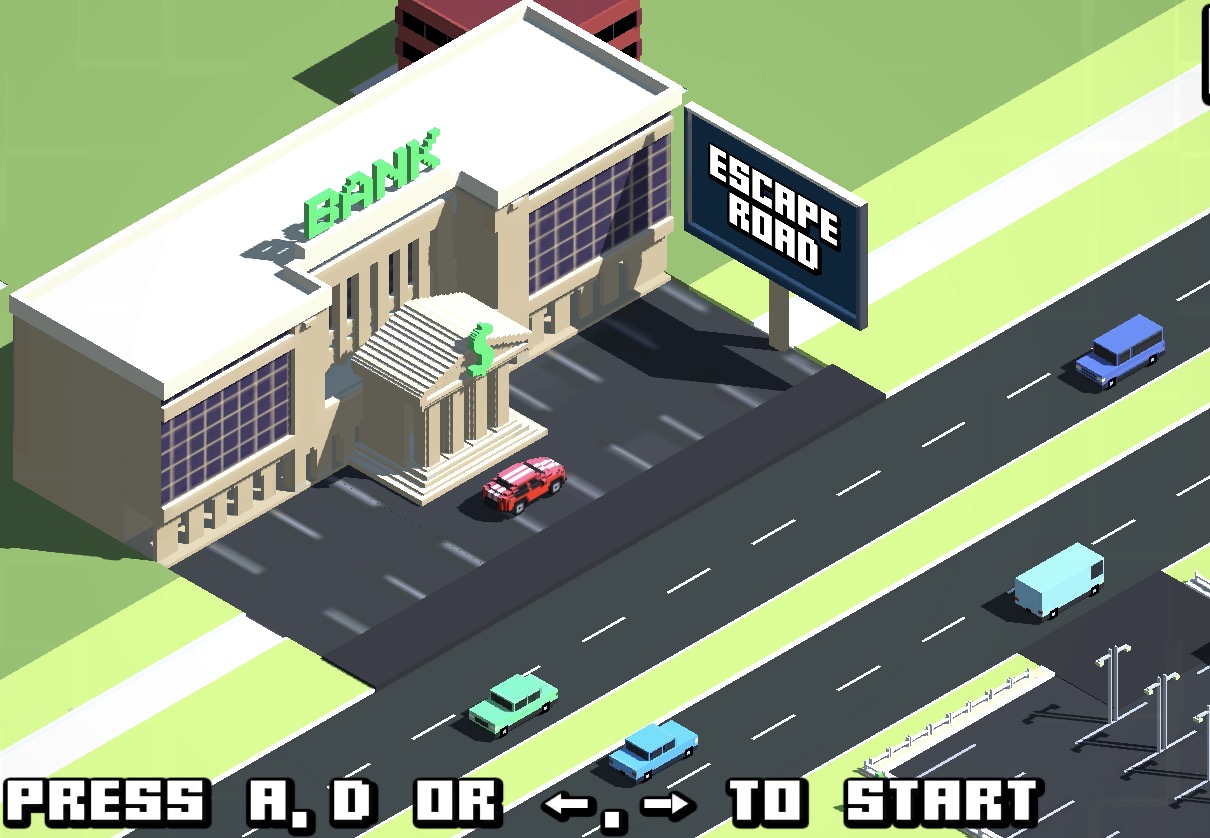 BANK
ESCAPE
ROAD
$
PRESS A, D OR ←.→ TO START